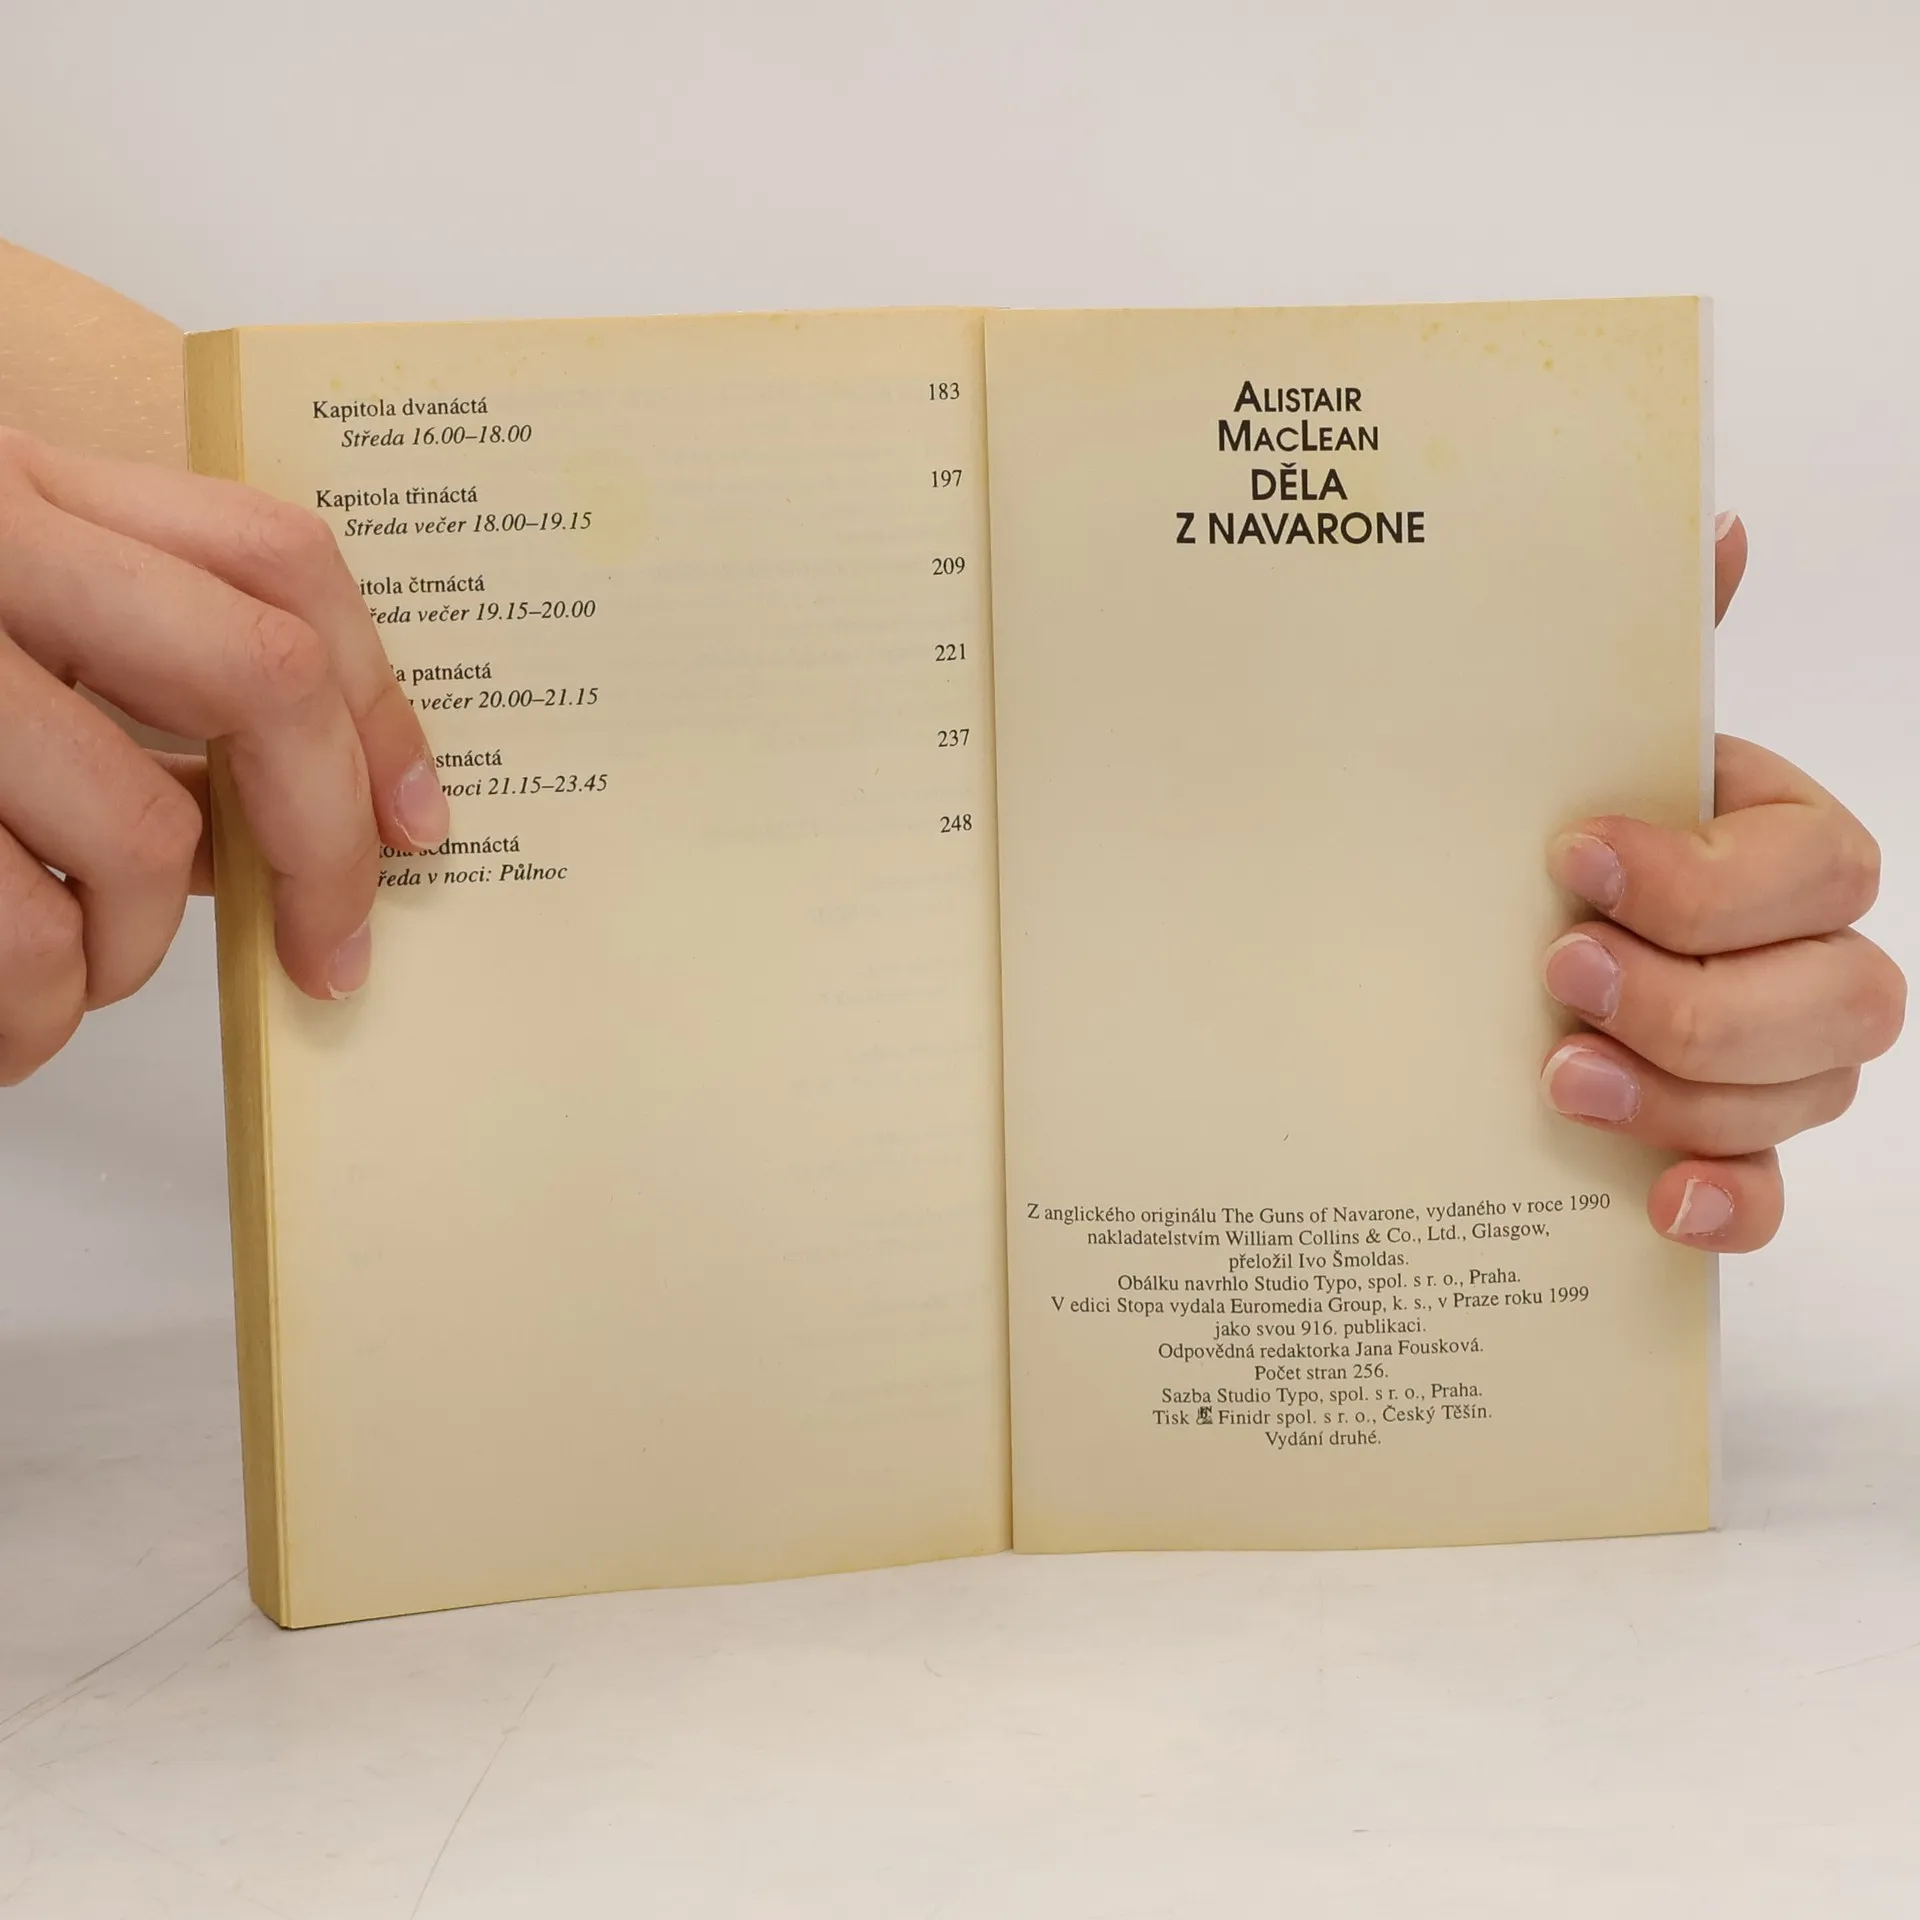 Kapitola dvanáctá 183
Středa 16.00–18.00
Kapitola třináctá 197
Středa večer 18.00–19.15
itola čtrnáctá 209
ředa večer 19.15–20.00
a patnáctá 221
večer 20.00–21.15
stnáctá 237
noci 21.15–23.45
sedmnáctá 248
ředa v noci: Půlnoc
ALISTAIR
MACLEAN
DĚLA
Z NAVARONE
Z anglického originálu The Guns of Navarone, vydaného v roce 1990
nakladatelstvím William Collins & Co., Ltd., Glasgow,
přeložil Ivo Šmoldas.
Obálku navrhlo Studio Typo, spol. s r. o., Praha.
V edici Stopa vydala Euromedia Group, k. s., v Praze roku 1999
jako svou 916. publikaci.
Odpovědná redaktorka Jana Fousková.
Počet stran 256.
Sazba Studio Typo, spol. s r. o., Praha.
Tisk Finidr spol. s r. o., Český Těšín.
Vydání druhé.